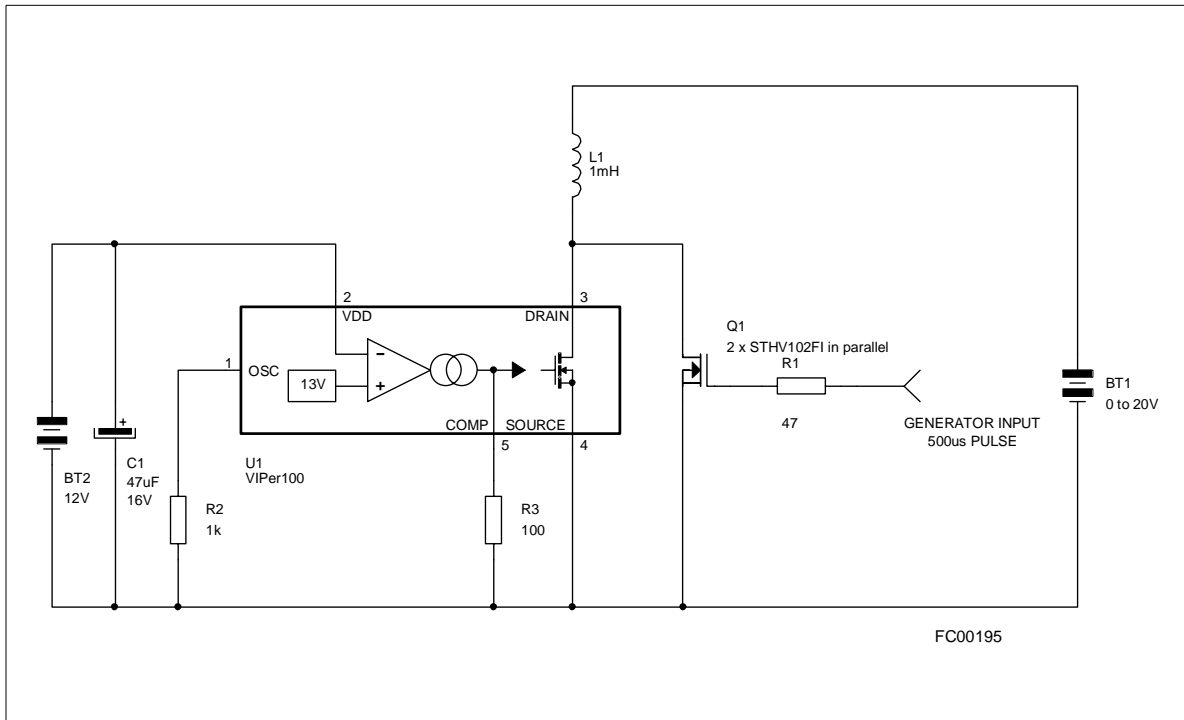 L1
1mH
2
3
VDD
DRAIN
Q1
2 x STHV102FI in parallel
R1
1
OSC
-
13V
+
BT1
0 to 20V
+
COMP
SOURCE
47
GENERATOR INPUT
500us PULSE
5
4
U1
VIPer100
BT2
12V
C1
47uF
16V
R2
1k
R3
100
FC00195